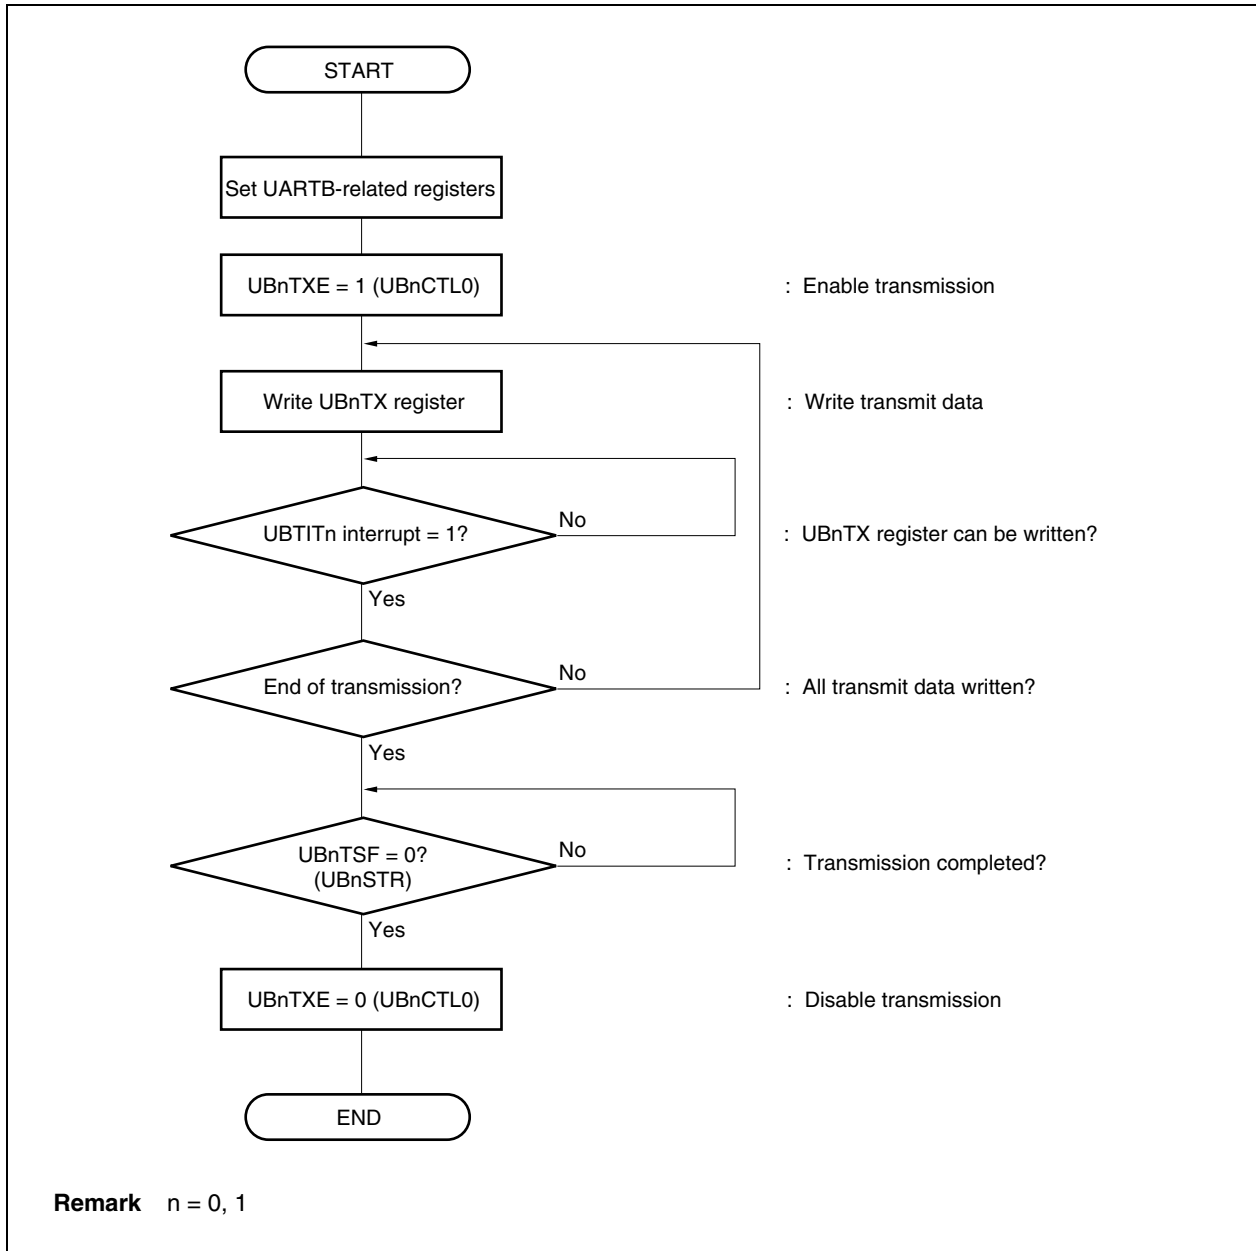 START
Set UARTB-related registers
UBnTXE = 1 (UBnCTL0)
: Enable transmission
Write UBnTX register
: Write transmit data
UBTITn interrupt = 1?
No
: UBnTX register can be written?
Yes
End of transmission?
No
: All transmit data written?
Yes
UBnTSF = 0?
(UBnSTR)
No
: Transmission completed?
Yes
UBnTXE = 0 (UBnCTL0)
: Disable transmission
END
Remark n = 0, 1